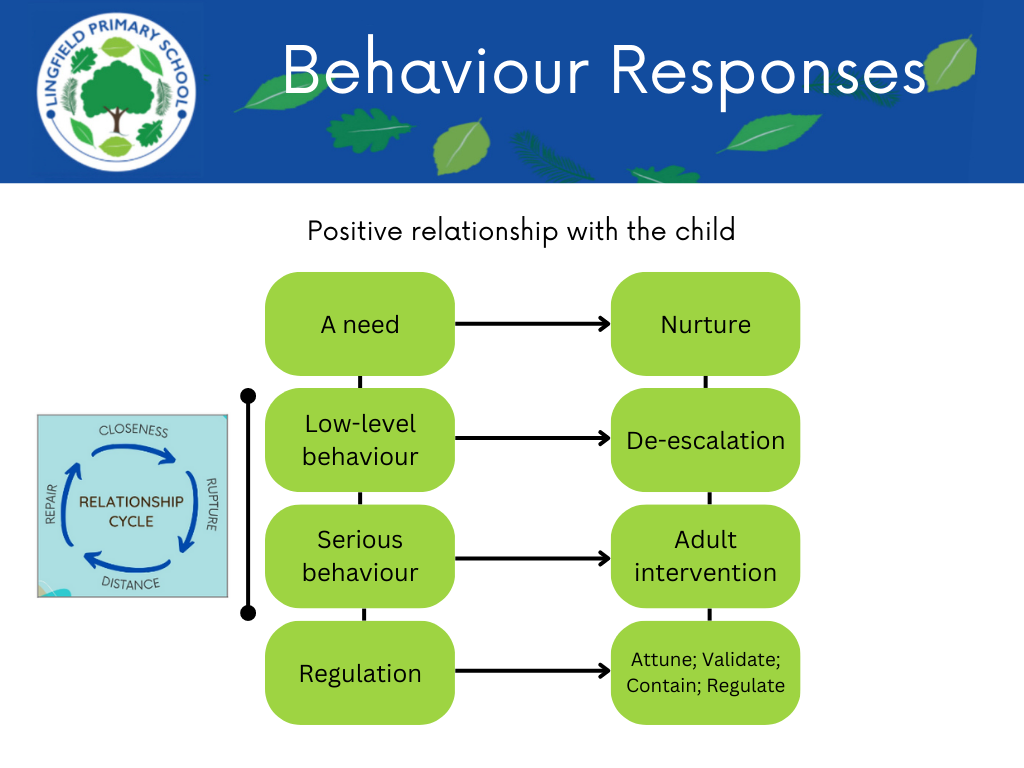 LINGFIELD PRIMARY SCHOOL
Behaviour Responses
Positive relationship with the child
A need
Nurture
Low-level
behaviour
De-escalation
Serious
behaviour
Adult
intervention
Regulation
Attune; Validate;
Contain; Regulate
CLOSENESS
RUPTURE
DISTANCE
REPAIR
RELATIONSHIP
CYCLE